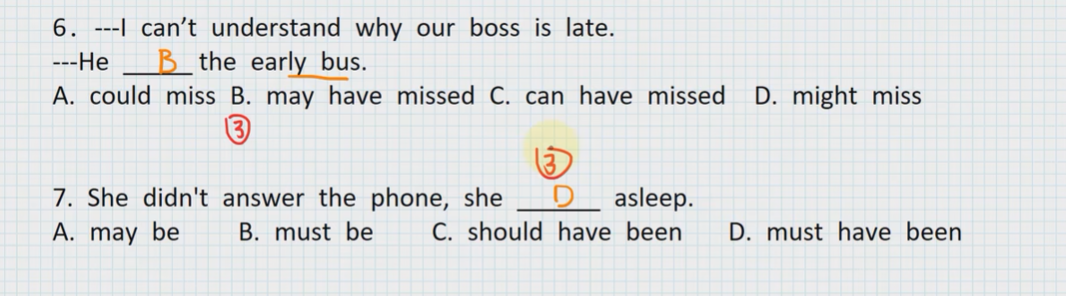 6. ---I can't understand why our boss is late.
---He B the early bus.
A. could miss B. may have missed C. can have missed D. might miss
③
③
7. She didn't answer the phone, she D asleep.
A. may be B. must be C. should have been D. must have been